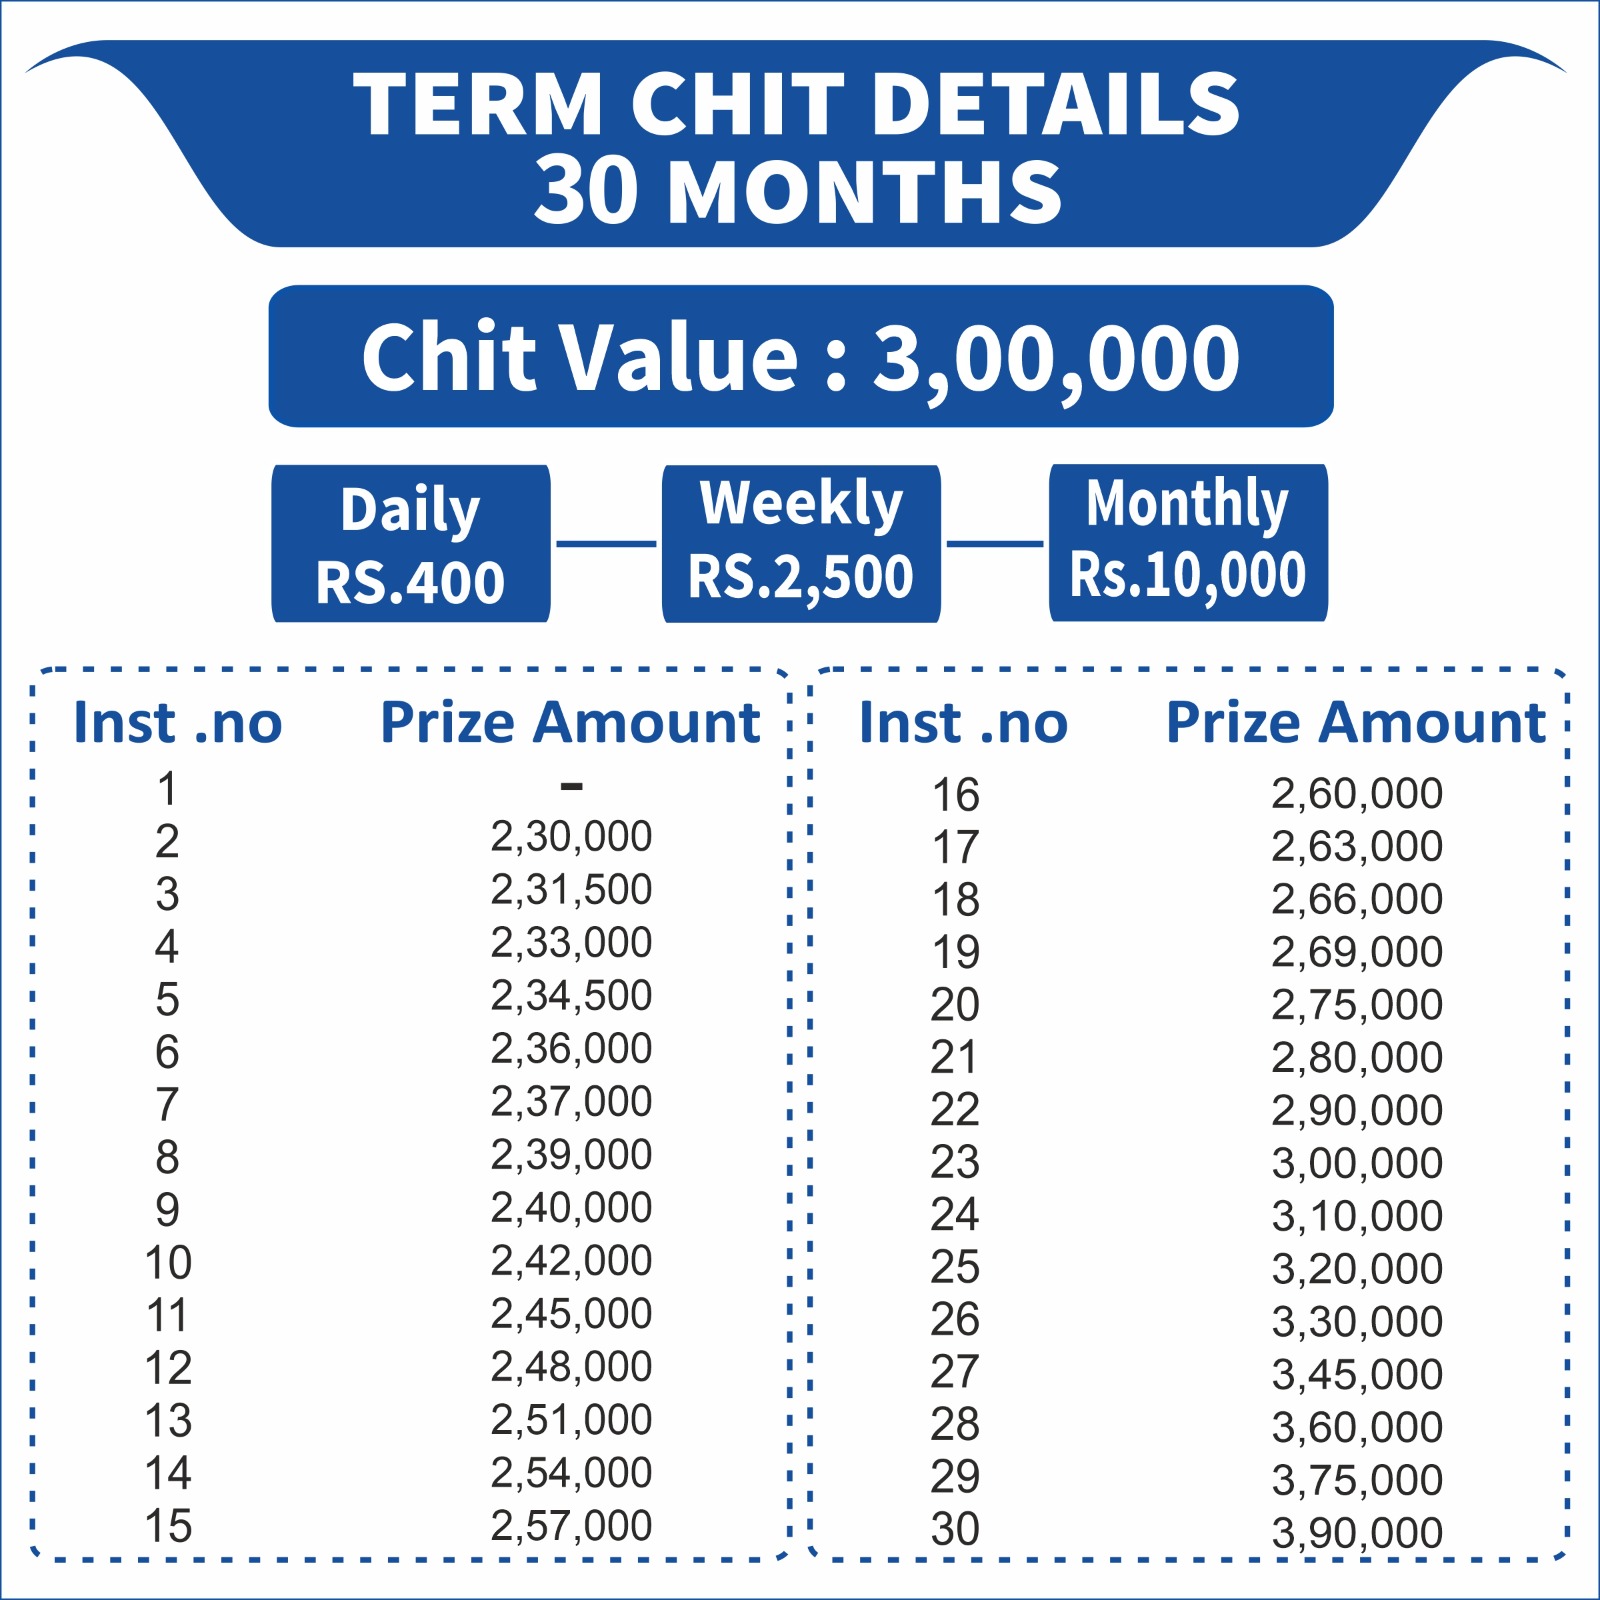 TERM CHIT DETAILS
30 MONTHS
Chit Value : 3,00,000
Daily
RS.400
Weekly
RS.2,500
Monthly
Rs.10,000
Inst .no Prize Amount
1 -
2 2,30,000
3 2,31,500
4 2,33,000
5 2,34,500
6 2,36,000
7 2,37,000
8 2,39,000
9 2,40,000
10 2,42,000
11 2,45,000
12 2,48,000
13 2,51,000
14 2,54,000
15 2,57,000
Inst .no Prize Amount
16 2,60,000
17 2,63,000
18 2,66,000
19 2,69,000
20 2,75,000
21 2,80,000
22 2,90,000
23 3,00,000
24 3,10,000
25 3,20,000
26 3,30,000
27 3,45,000
28 3,60,000
29 3,75,000
30 3,90,000